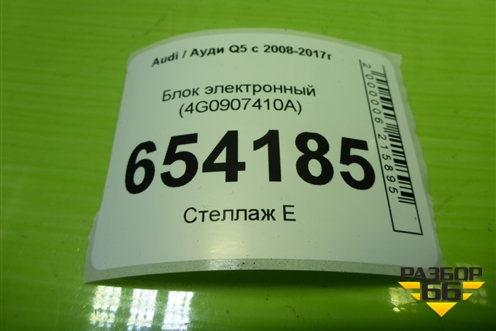 Audi / Ауди Q5 с 2008-2017г
Блок электронный
(4G0907410A)
654185
Стеллаж Е
2000006215895
РАЗБОР
66